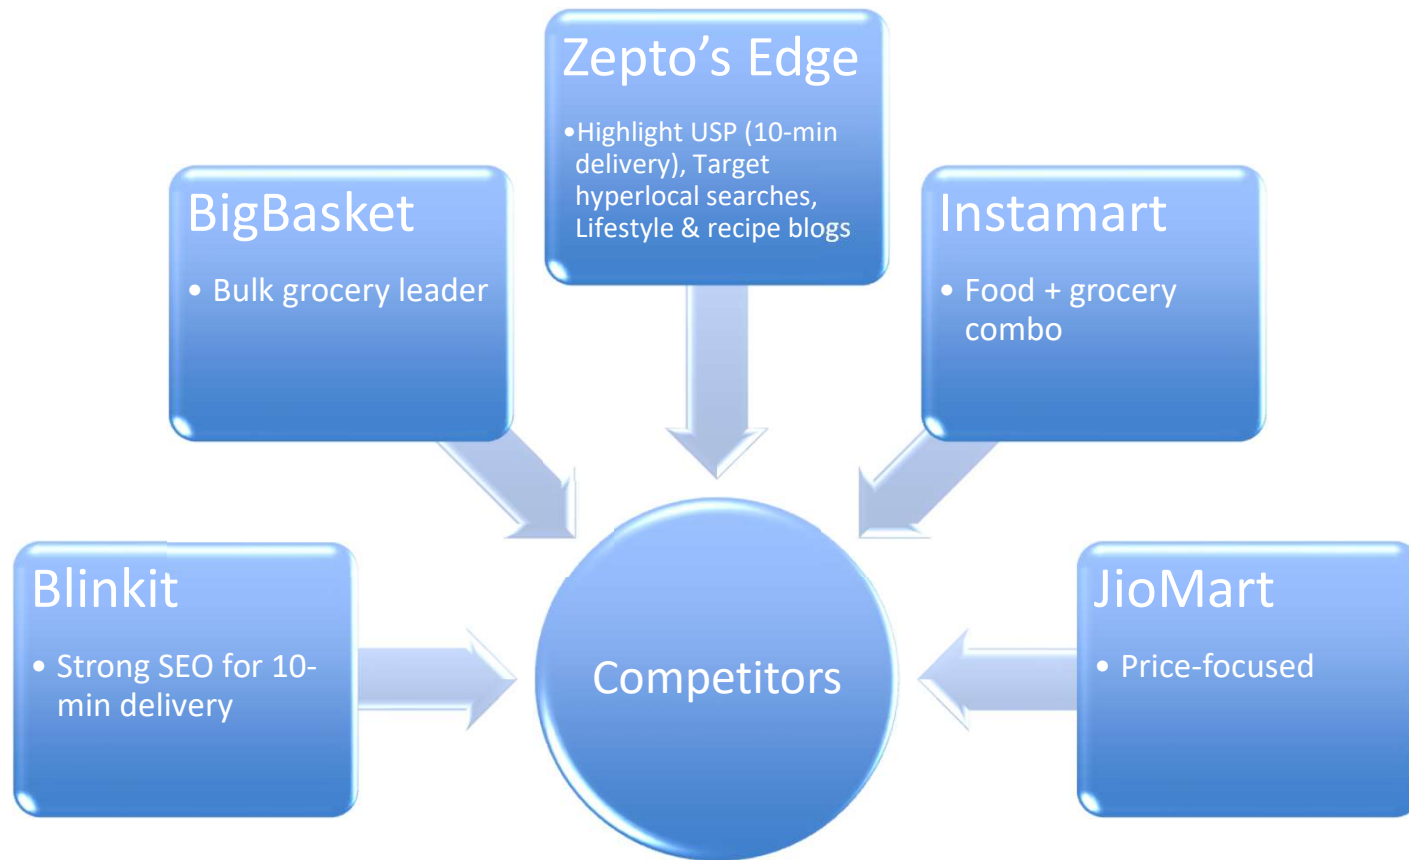 Zepto’s Edge
•Highlight USP (10-min
delivery), Target
hyperlocal searches,
Lifestyle & recipe blogs
BigBasket
• Bulk grocery leader
Instamart
• Food + grocery
combo
Blinkit
• Strong SEO for 10-
min delivery
Competitors
JioMart
• Price-focused